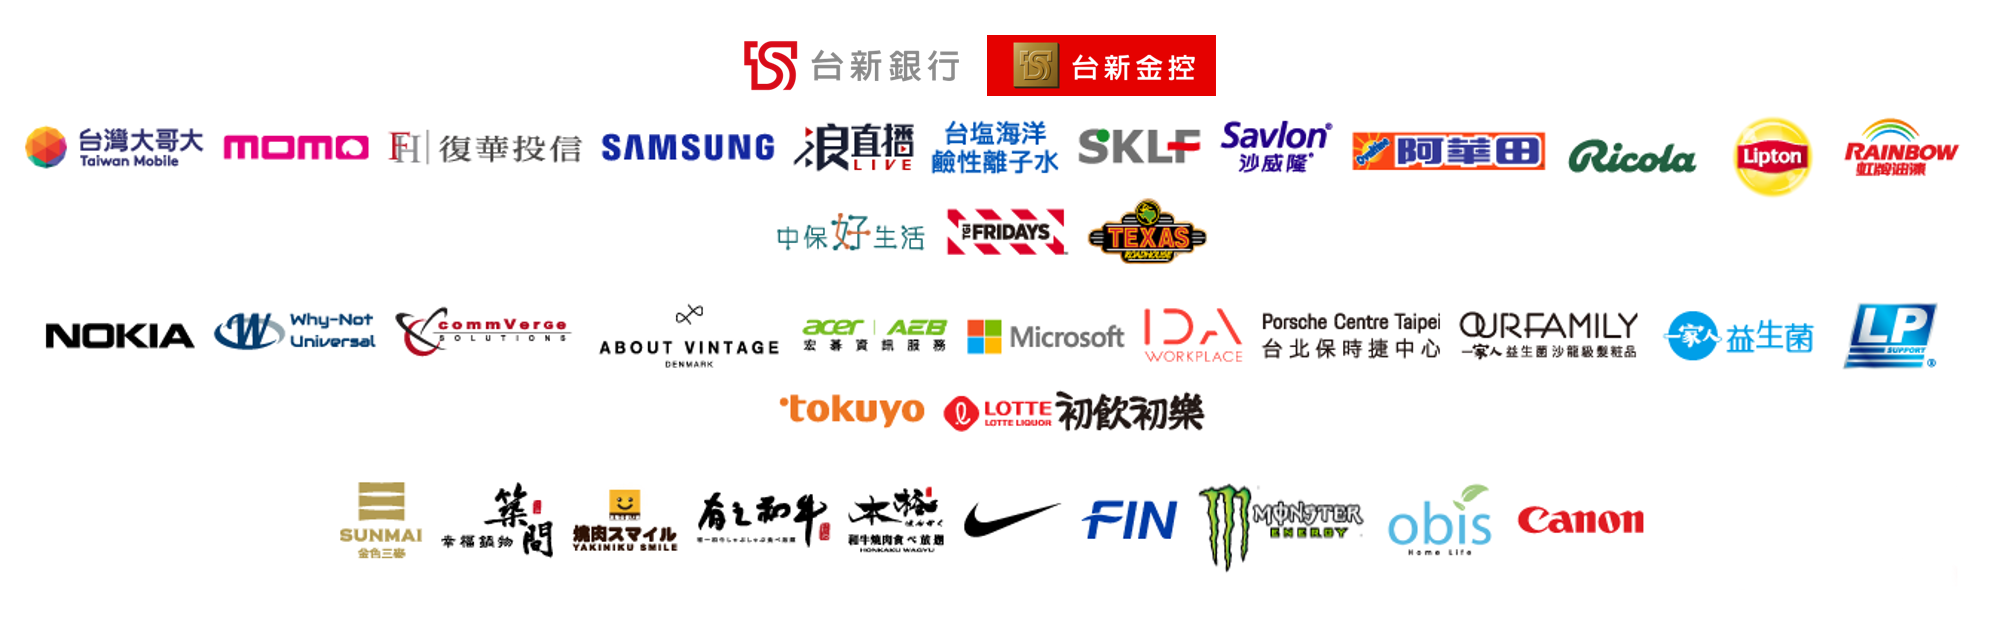 台新銀行 台新金控
台灣大哥大
Taiwan Mobile
momo
FH 復華投信
SAMSUNG
浪直播
LIVE
台塩海洋
鹼性離子水
SKLF
Savlon®
沙威隆®
Ovaltine
阿華田
Ricola
Lipton
RAINBOW
虹牌油漆
中保好生活
TGI FRIDAYS
TEXAS
ROADHOUSE
NOKIA
W
Why-Not
Universal
commVerge
SOLUTIONS
ABOUT VINTAGE
DENMARK
acer | AEB
宏碁資訊服務
Microsoft
IDA
WORKPLACE
Porsche Centre Taipei
台北保時捷中心
OURFAMILY
一家人益生菌沙龍級髮粧品
一家人 益生菌
LP
SUPPORT
®
tokuyo
LOTTE
LOTTE LIQUOR
初飲初樂
SUNMAI
金色三麥
築間
幸福鍋物
燒肉スマイル
YAKINIKU SMILE
有之和牛
本格
ほんかく
和牛燒肉食べ放題
HONKAKU WAGYU
FIN
MONSTER
ENERGY
obis
Home Life
Canon